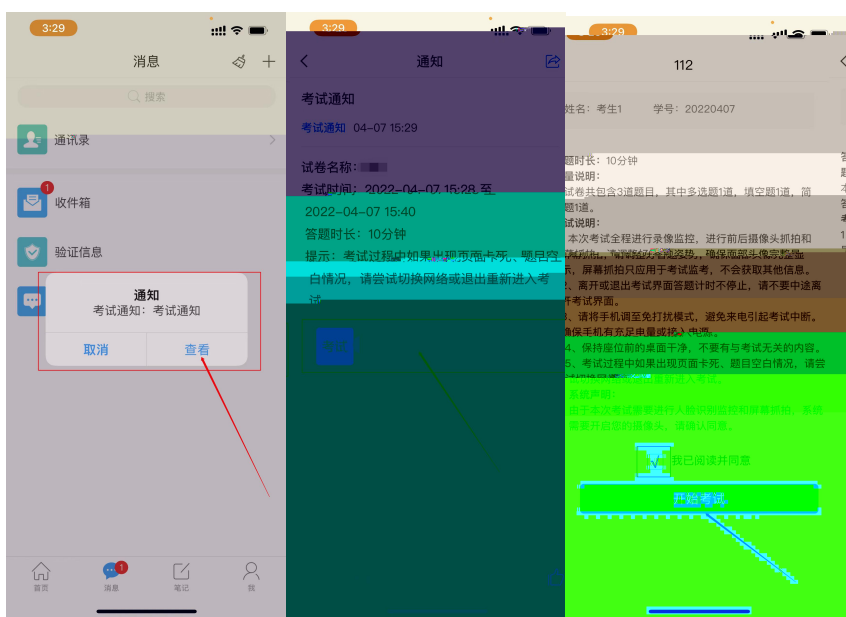 3:29
消息
搜索
通讯录
1
收件箱
验证信息
通知
考试通知：考试通知
取消
查看
首页
消息
1
笔记
我
3:29
通知
考试通知
考试通知 04-07 15:29
试卷名称：
考试时间：2022-04-07 15:28 至
2022-04-07 15:40
答题时长：10分钟
提示：考试过程中如果出现页面卡死、题目空
白情况，请尝试切换网络或退出重新进入考
试
3:29
112
姓名：考生1 学号：20220407
题时长：10分钟
量说明：
试卷共包含3道题目，其中多选题1道，填空题1道，简
题1道。
试说明：
本次考试全程进行录像监控，进行前后摄像头抓拍和
确保面部头像完整显
示，屏幕抓拍只应用于考试监考，不会获取其他信息。
2、离开或退出考试界面答题计时不停止，请不要中途离
开考试界面。
3、请将手机调至免打扰模式，避免来电引起考试中断。
确保手机有充足电量或接入电源。
4、保持座位前的桌面干净，不要有与考试无关的内容。
5、考试过程中如果出现页面卡死、题目空白情况，请尝
试切换网络或退出重新进入考试。
系统声明：
由于本次考试需要进行人脸识别监控和屏幕抓拍，系统
需要开启您的摄像头，请确认同意。
我已阅读并同意
开始考试